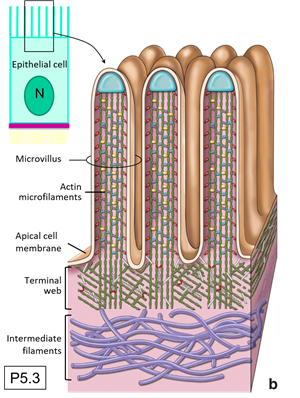 Epithelial cell
N
Microvillus
Actin
microfilaments
Apical cell
membrane
Terminal
web
Intermediate
filaments
P5.3
b